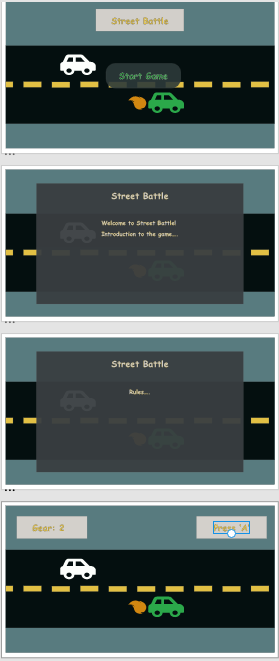 Street Battle
Start Game
Street Battle
Welcome to Street Battle!
Introduction to the game....
Street Battle
Rules....
Gear: 2
Press 'A'